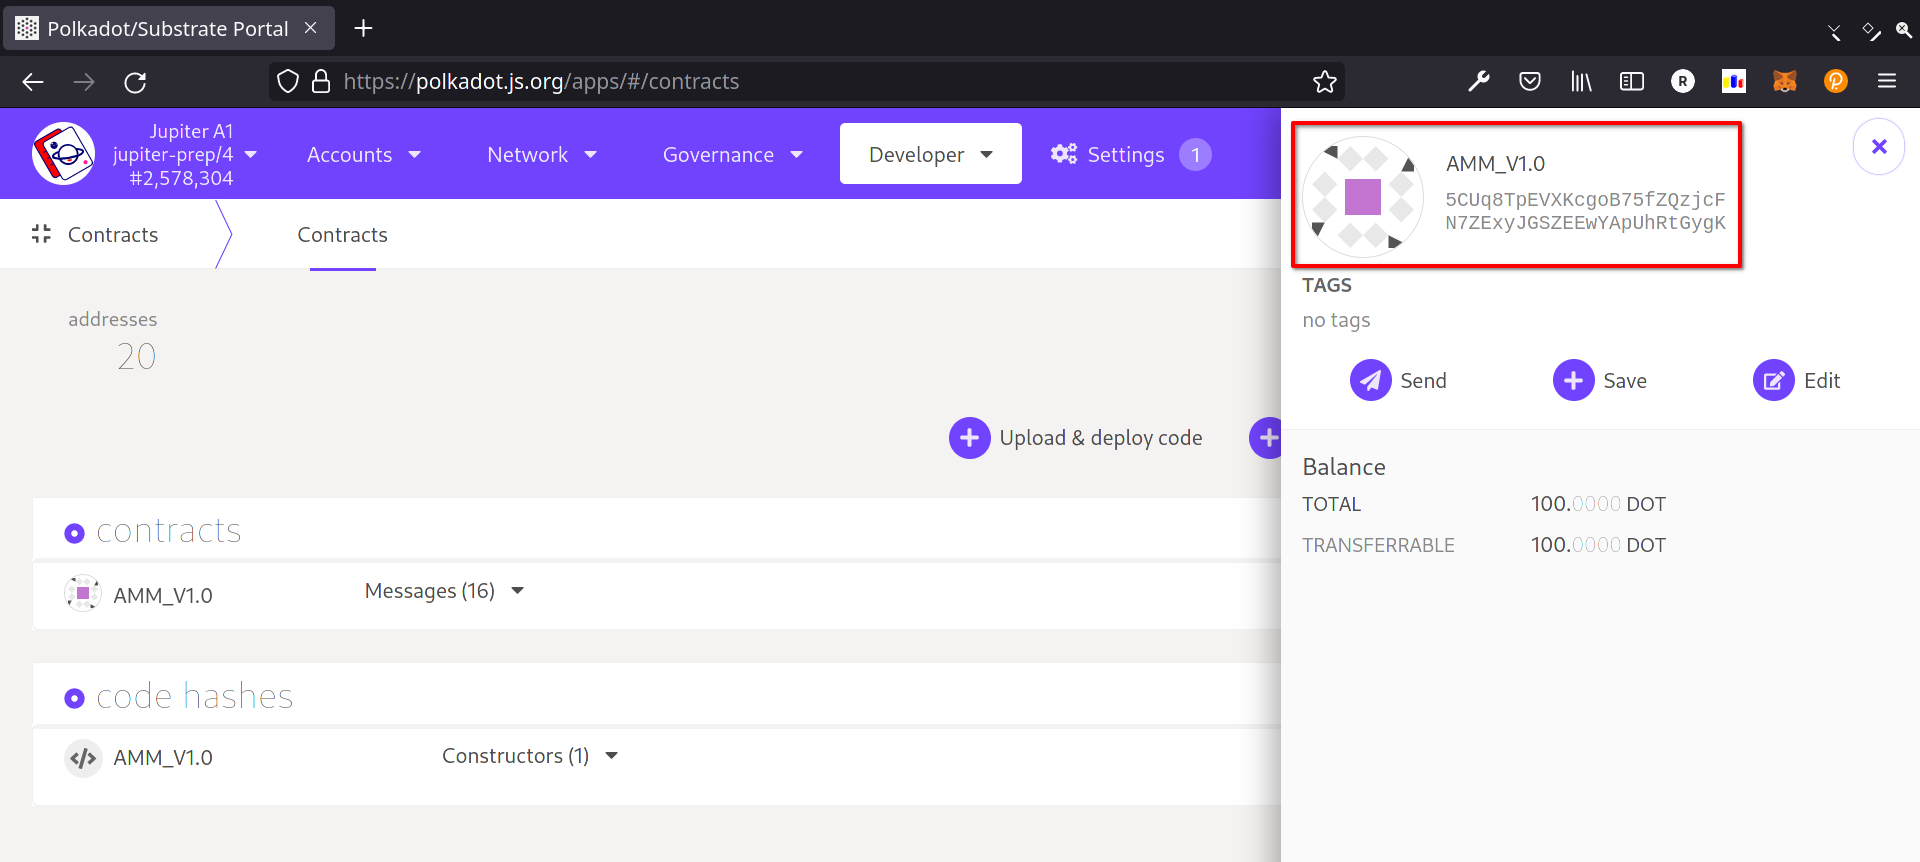 Polkadot/Substrate Portal
https://polkadot.js.org/apps/#/contracts
R
Jupiter A1
jupiter-prep/4
#2,578,304
Accounts
Network
Governance
Developer
Settings 1
Contracts
Contracts
addresses
20
Upload & deploy code
contracts
AMM_V1.0
Messages (16)
code hashes
</> AMM_V1.0
Constructors (1)
AMM_V1.0
5CUq8TpEVXKcgoB75fZQzjcF
N7ZExyJGSZEEwYApUhRtGygK
TAGS
no tags
Send
Save
Edit
Balance
TOTAL 100.0000 DOT
TRANSFERRABLE 100.0000 DOT